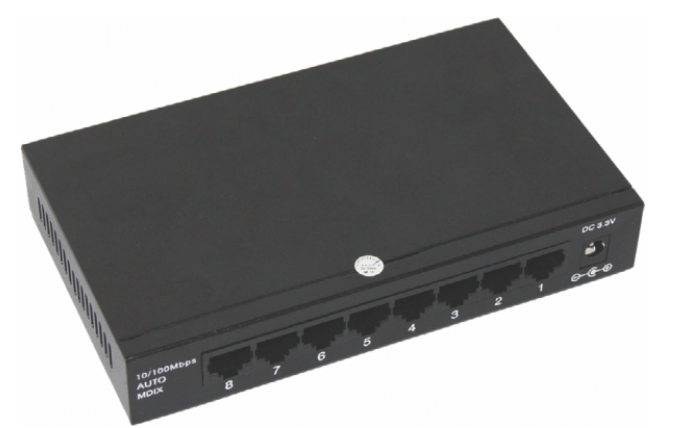 DC 3.3V
10/100Mbps
AUTO
MDIX
8 7 6 5 4 3 2 1